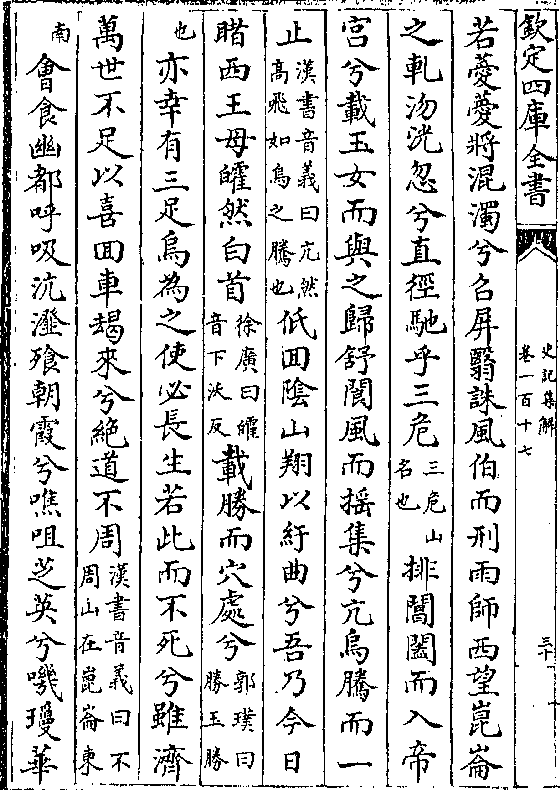 欽定四庫全書
史記集解
卷一百十七
三十
若薆薆將混濁兮召屏翳誅風伯而刑雨師西望崑崙
之軋沕洸忽兮直徑馳乎三危三危山名也排閶闔而入帝
宮兮載玉女而與之歸舒閬風而搖集兮亢烏騰而一
止漢書音義曰亢然高飛如烏之騰也低回陰山翔以紆曲兮吾乃今日
睹西王母皬然白首徐廣曰皬音下沃反載勝而穴處兮郭璞曰勝玉勝
也亦幸有三足烏為之使必長生若此而不死兮雖濟
萬世不足以喜回車朅來兮絕道不周漢書音義曰不周山在崑崙東
南會食幽都呼吸沆瀣飱朝霞兮噍咀芝英兮嘰瓊華